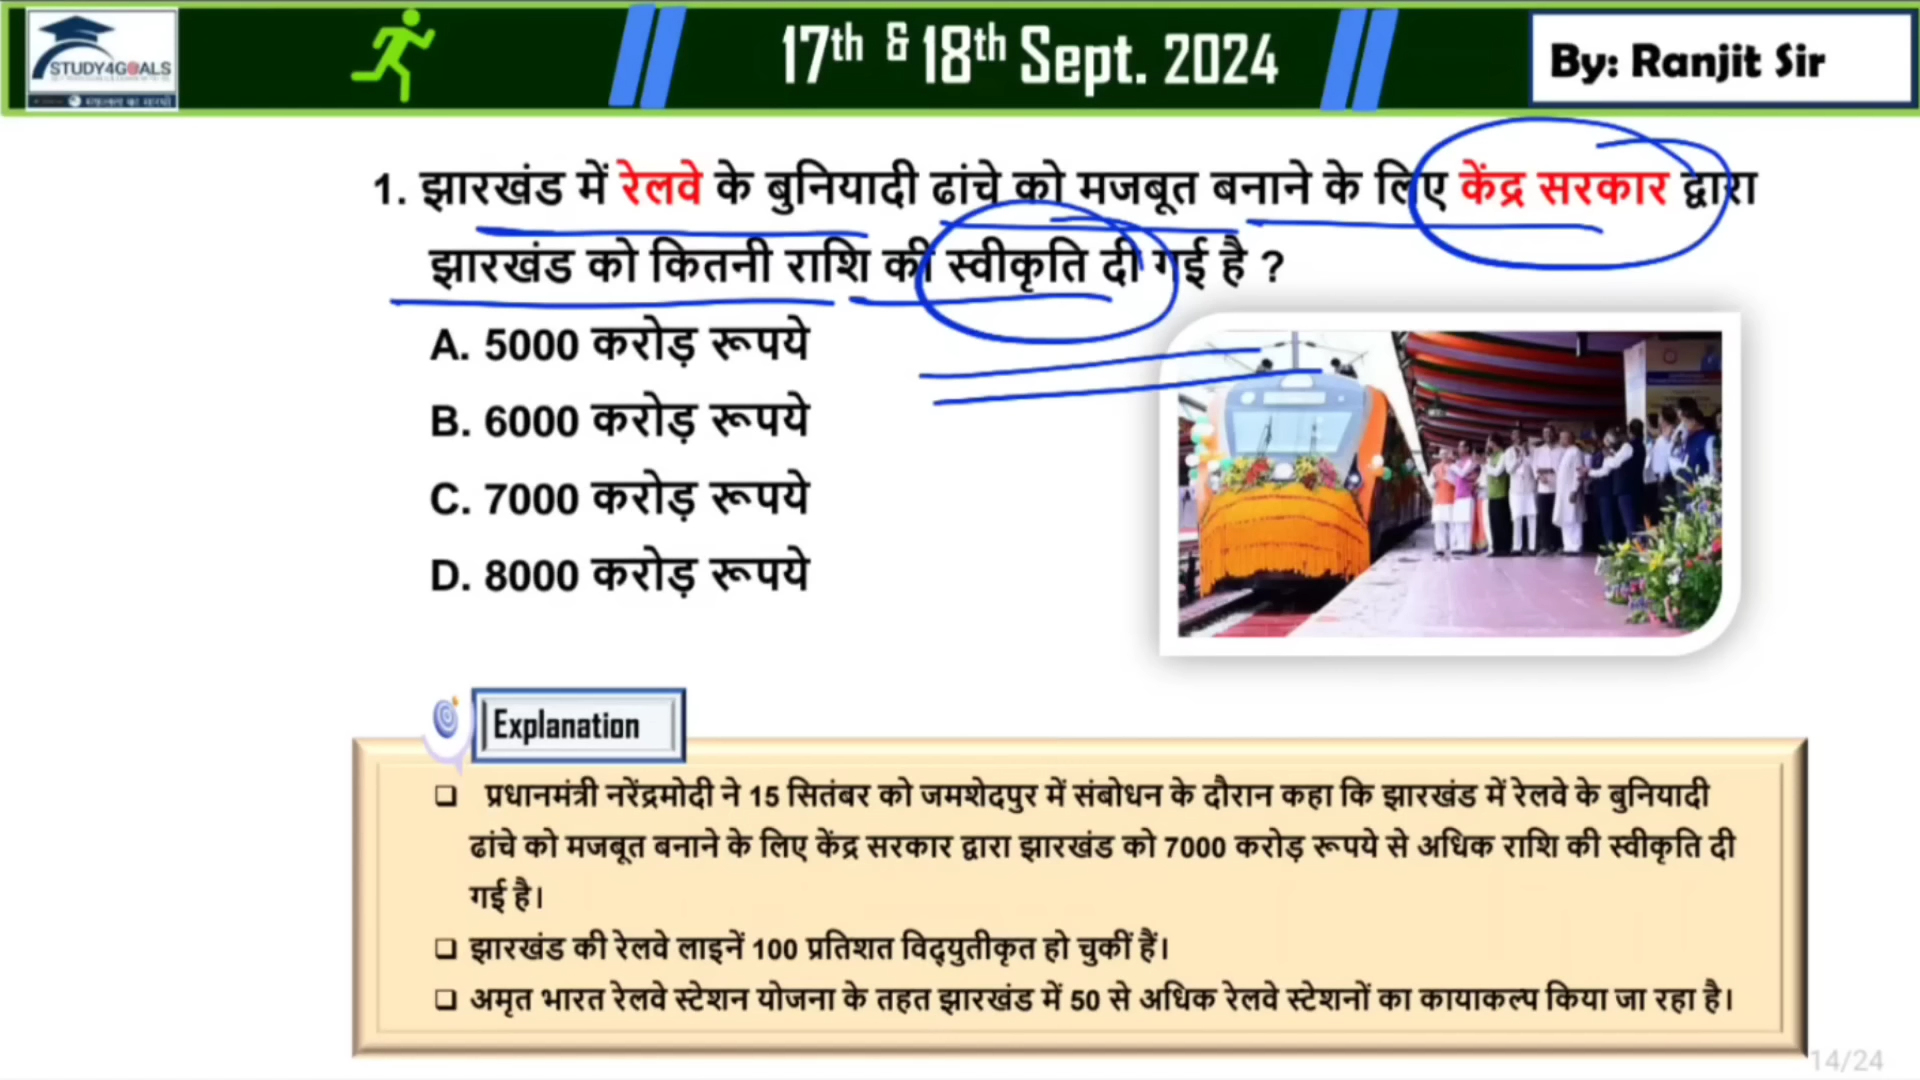 STUDY4GOALS
17th & 18th Sept. 2024
By: Ranjit Sir
1. झारखंड में रेलवे के बुनियादी ढांचे को मजबूत बनाने के लिए केंद्र सरकार द्वारा
झारखंड को कितनी राशि की स्वीकृति दी गई है ?
A. 5000 करोड़ रूपये
B. 6000 करोड़ रूपये
C. 7000 करोड़ रूपये
D. 8000 करोड़ रूपये
Explanation
❑ प्रधानमंत्री नरेंद्रमोदी ने 15 सितंबर को जमशेदपुर में संबोधन के दौरान कहा कि झारखंड में रेलवे के बुनियादी
ढांचे को मजबूत बनाने के लिए केंद्र सरकार द्वारा झारखंड को 7000 करोड़ रूपये से अधिक राशि की स्वीकृति दी
गई है।
❑ झारखंड की रेलवे लाइनें 100 प्रतिशत विद्युतीकृत हो चुकीं हैं।
❑ अमृत भारत रेलवे स्टेशन योजना के तहत झारखंड में 50 से अधिक रेलवे स्टेशनों का कायाकल्प किया जा रहा है।
14/24